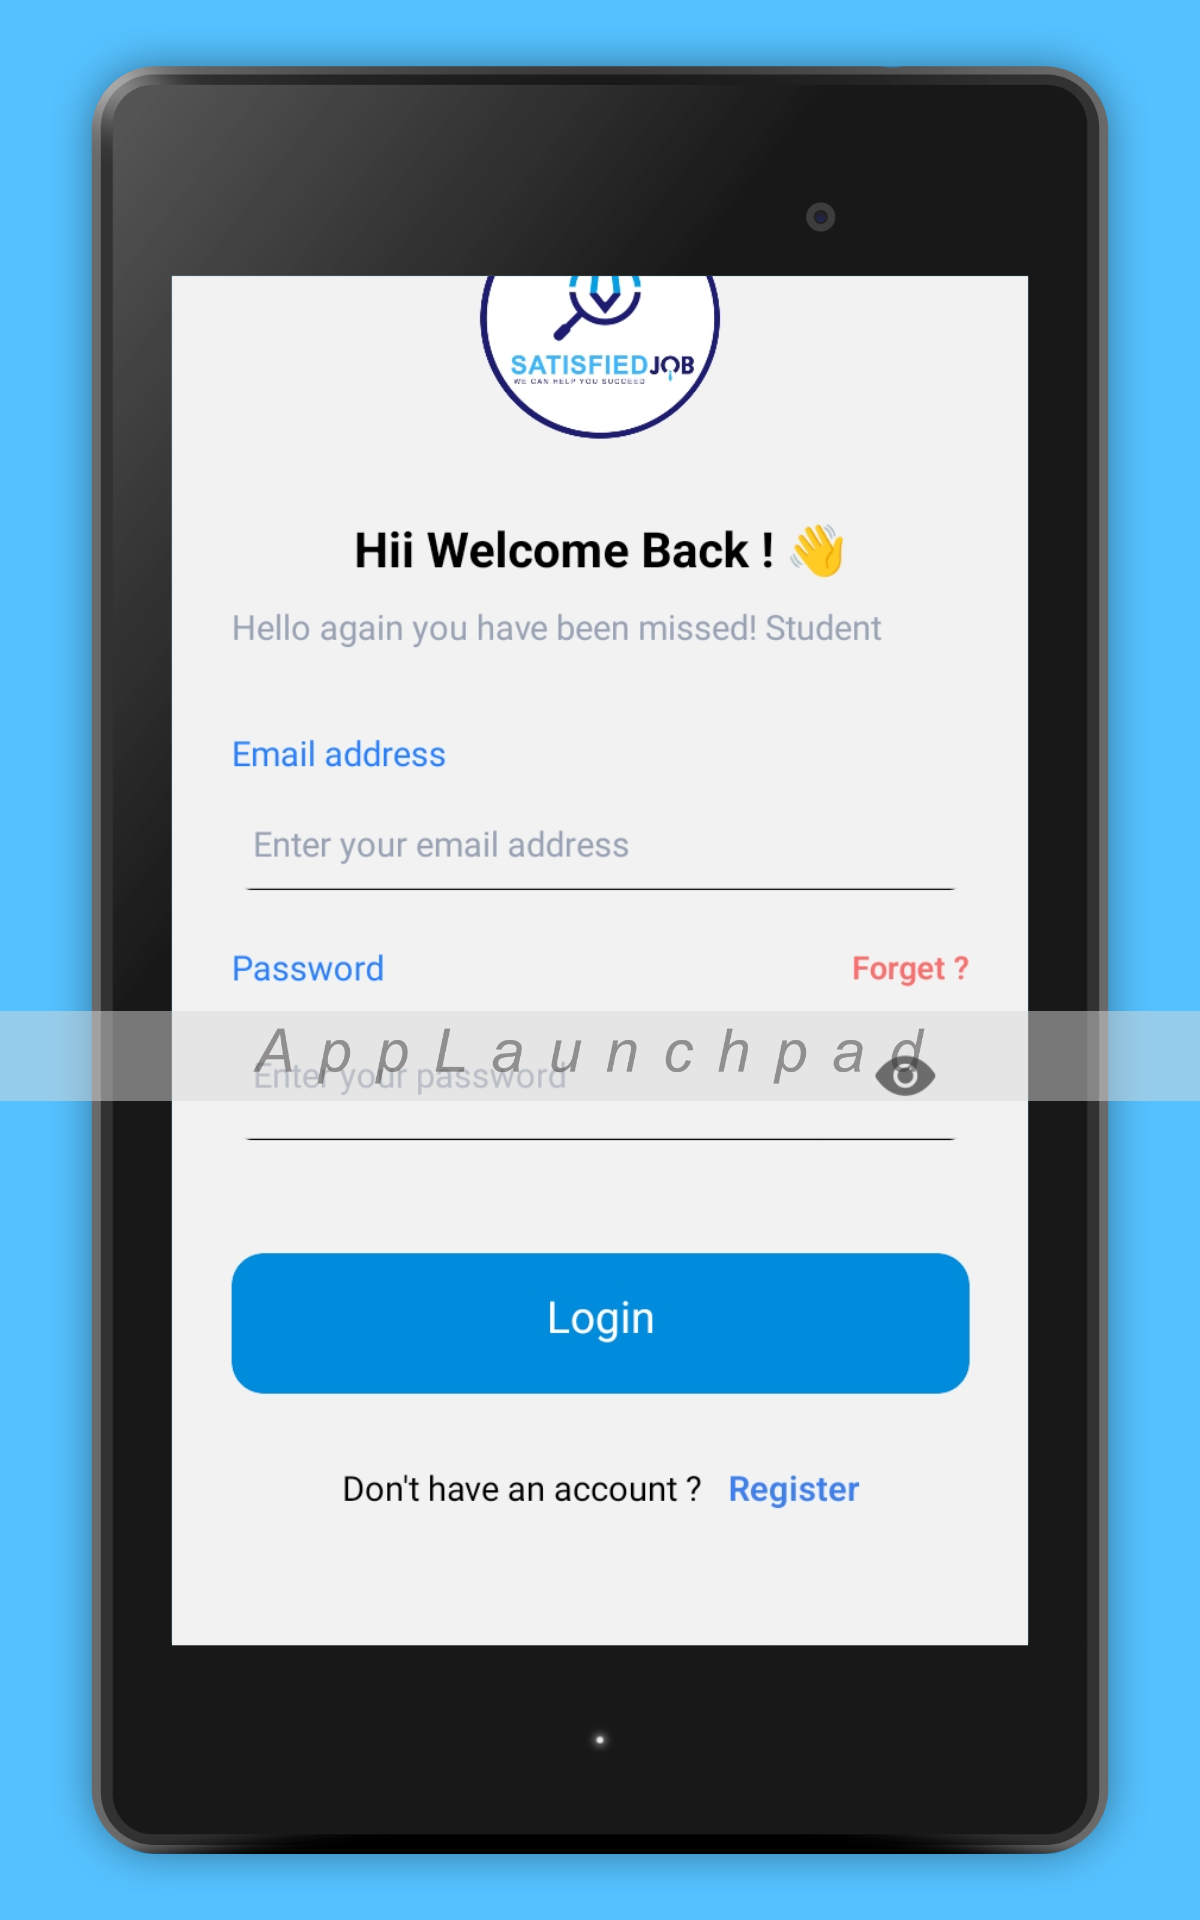 SATISFIEDJOB
WE CAN HELP YOU SUCCEED
Hii Welcome Back ! 👋
Hello again you have been missed! Student
Email address
Enter your email address
Password Forget ?
AppLaunchpad
Enter your password
Login
Don't have an account ? Register